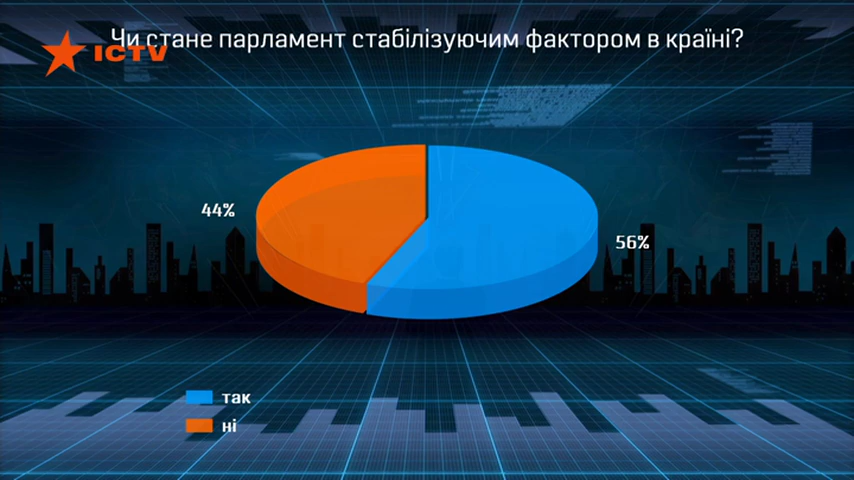 Чи стане парламент стабілізуючим фактором в країні?
ICTV
44%
56%
так
ні